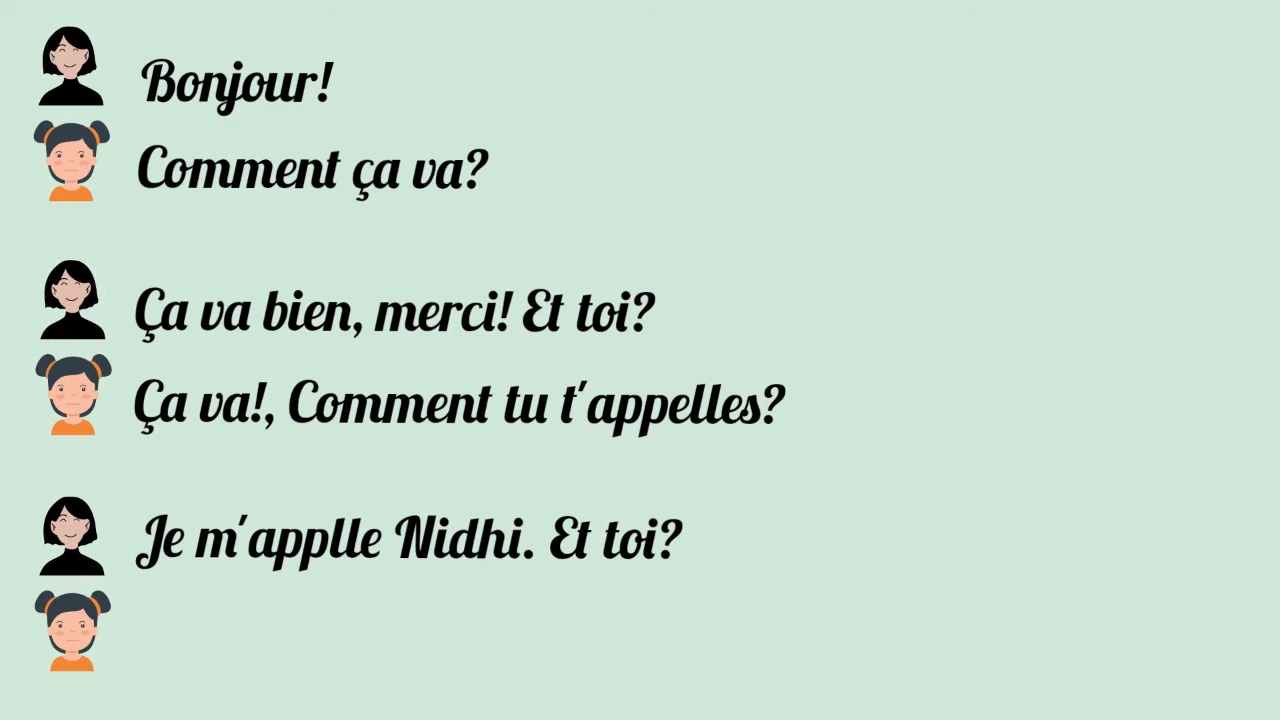 Bonjour!
Comment ça va?
Ça va bien, merci! Et toi?
Ça va!, Comment tu t'appelles?
Je m'applle Nidhi. Et toi?